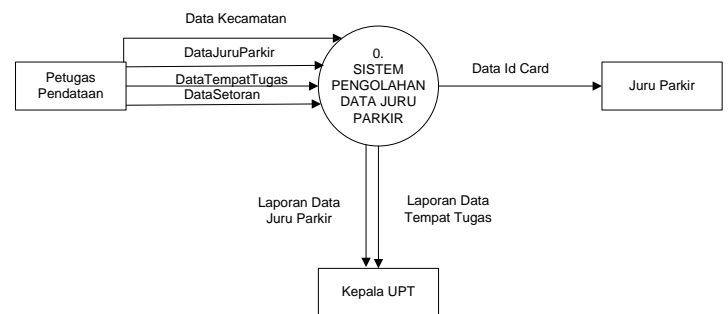 Data Kecamatan
DataJuruParkir
DataTempatTugas
DataSetoran
Petugas
Pendataan
0.
SISTEM
PENGOLAHAN
DATA JURU
PARKIR
Data Id Card
Juru Parkir
Laporan Data
Juru Parkir
Laporan Data
Tempat Tugas
Kepala UPT